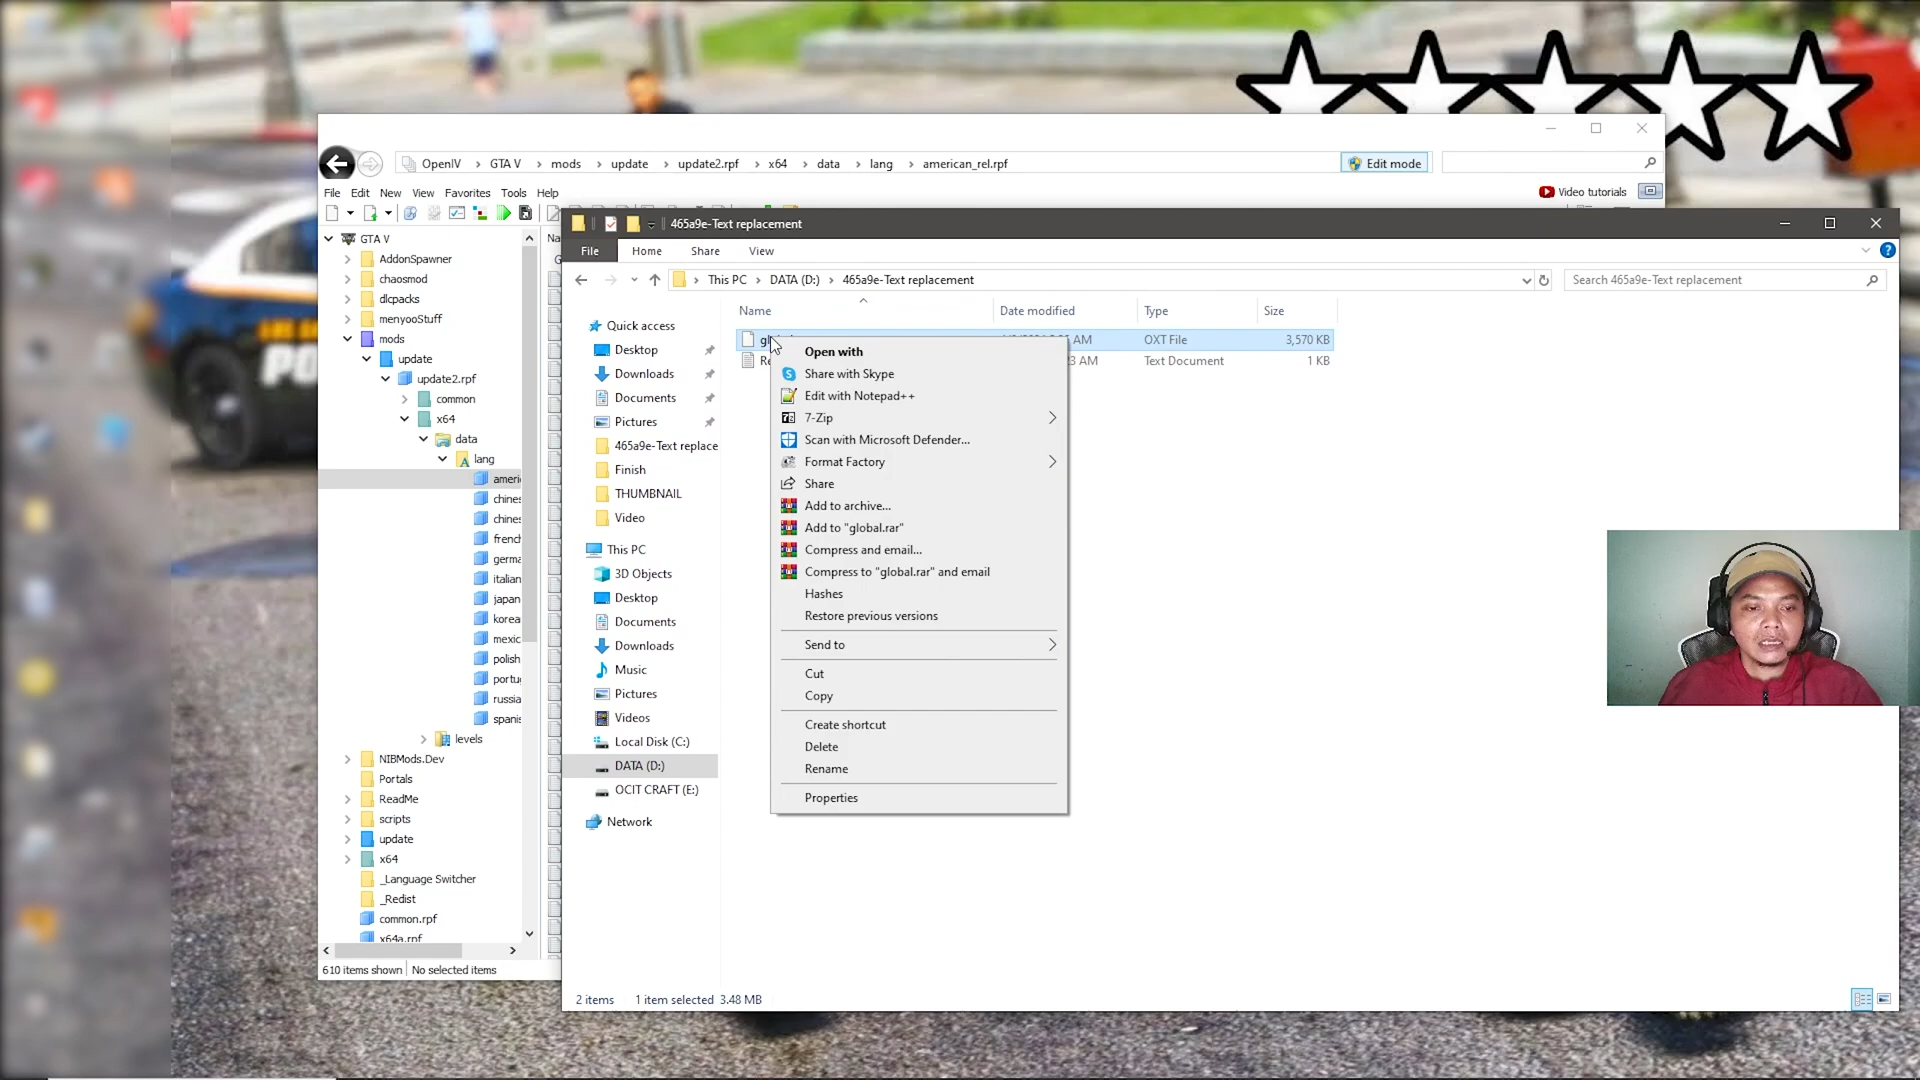 OpenIV > GTA V > mods > update > update2.rpf > x64 > data > lang > american_rel.rpf
Edit mode
File Edit New View Favorites Tools Help
Video tutorials
GTA V
AddonSpawner
chaosmod
dlcpacks
menyooStuff
mods
update
update2.rpf
common
x64
data
lang
ameri
chines
chines
french
germa
italian
japan
korea
mexic
polish
portu
russia
spanis
levels
NIBMods.Dev
Portals
ReadMe
scripts
update
x64
_Language Switcher
_Redist
common.rpf
x64a.rpf
610 items shown
No selected items
Na
465a9e-Text replacement
File Home Share View
This PC > DATA (D:) > 465a9e-Text replacement
Search 465a9e-Text replacement
Quick access
Desktop
Downloads
Documents
Pictures
465a9e-Text replace
Finish
THUMBNAIL
Video
This PC
3D Objects
Desktop
Documents
Downloads
Music
Pictures
Videos
Local Disk (C:)
DATA (D:)
OCIT CRAFT (E:)
Network
Name Date modified Type Size
AM OXT File 3,570 KB
Re AM Text Document 1 KB
Open with
Share with Skype
Edit with Notepad++
7-Zip
Scan with Microsoft Defender...
Format Factory
Share
Add to archive...
Add to "global.rar"
Compress and email...
Compress to "global.rar" and email
Hashes
Restore previous versions
Send to
Cut
Copy
Create shortcut
Delete
Rename
Properties
2 items 1 item selected 3.48 MB